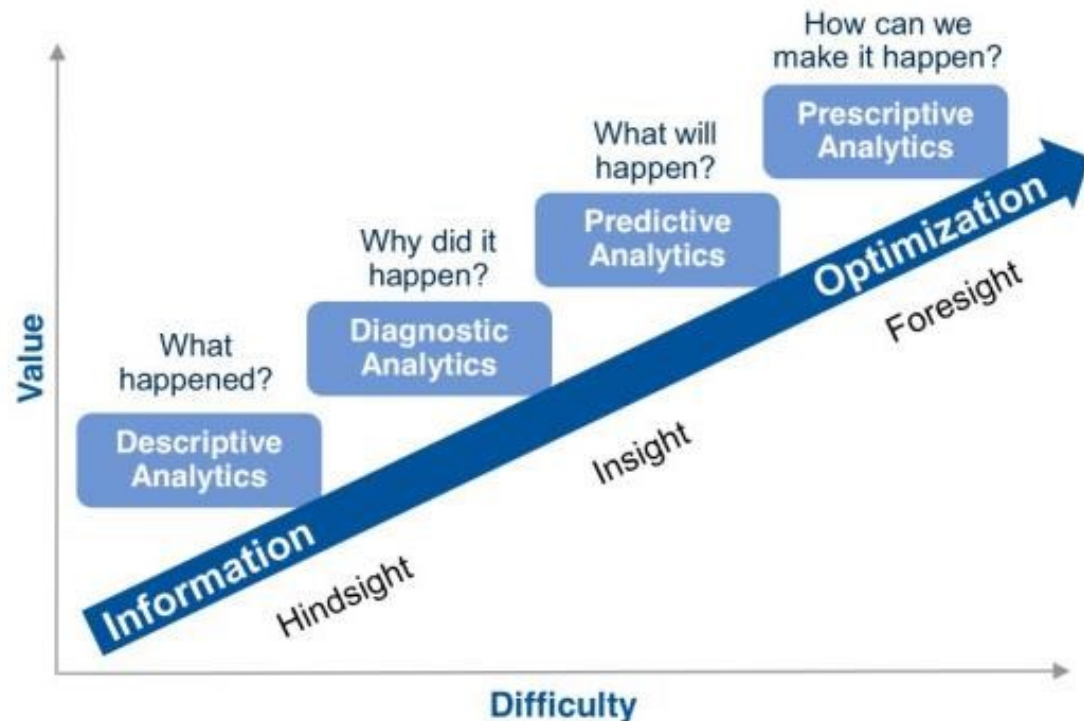 How can we
make it happen?
Prescriptive
Analytics
What will
happen?
Predictive
Analytics
Why did it
happen?
Diagnostic
Analytics
What
happened?
Descriptive
Analytics
Value
Information
Optimization
Hindsight
Insight
Foresight
Difficulty